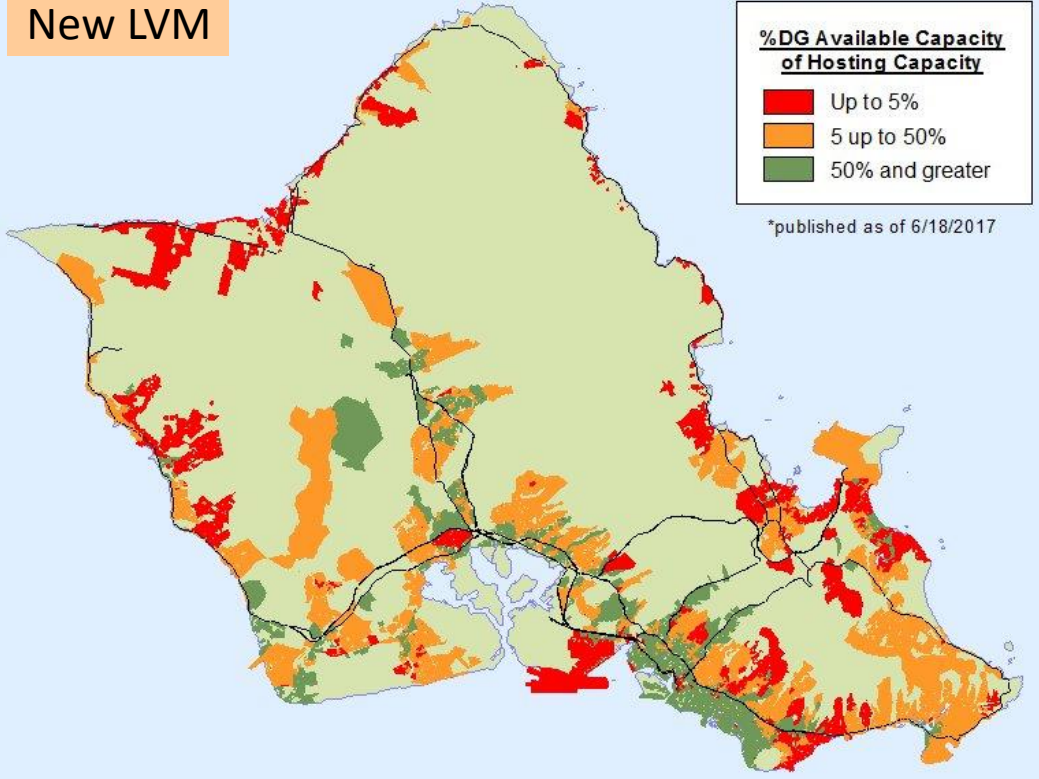 New LVM
%DG Available Capacity
of Hosting Capacity
Up to 5%
5 up to 50%
50% and greater
*published as of 6/18/2017